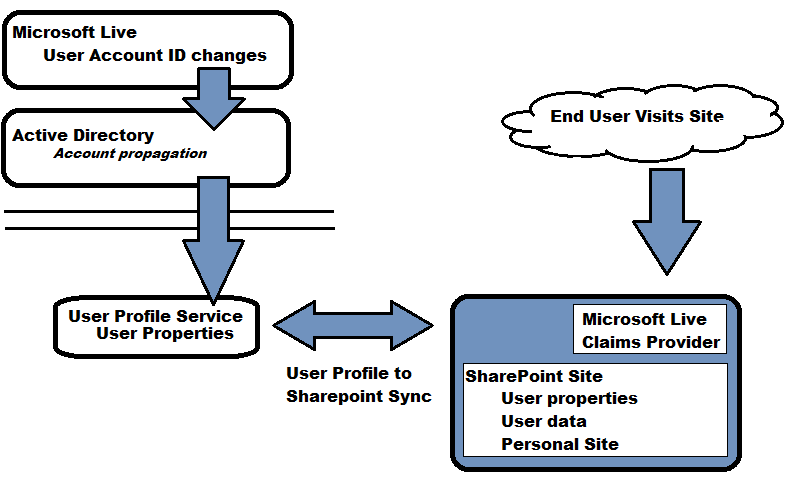 Microsoft Live
User Account ID changes
Active Directory
Account propagation
End User Visits Site
User Profile Service
User Properties
User Profile to
Sharepoint Sync
Microsoft Live
Claims Provider
SharePoint Site
User properties
User data
Personal Site